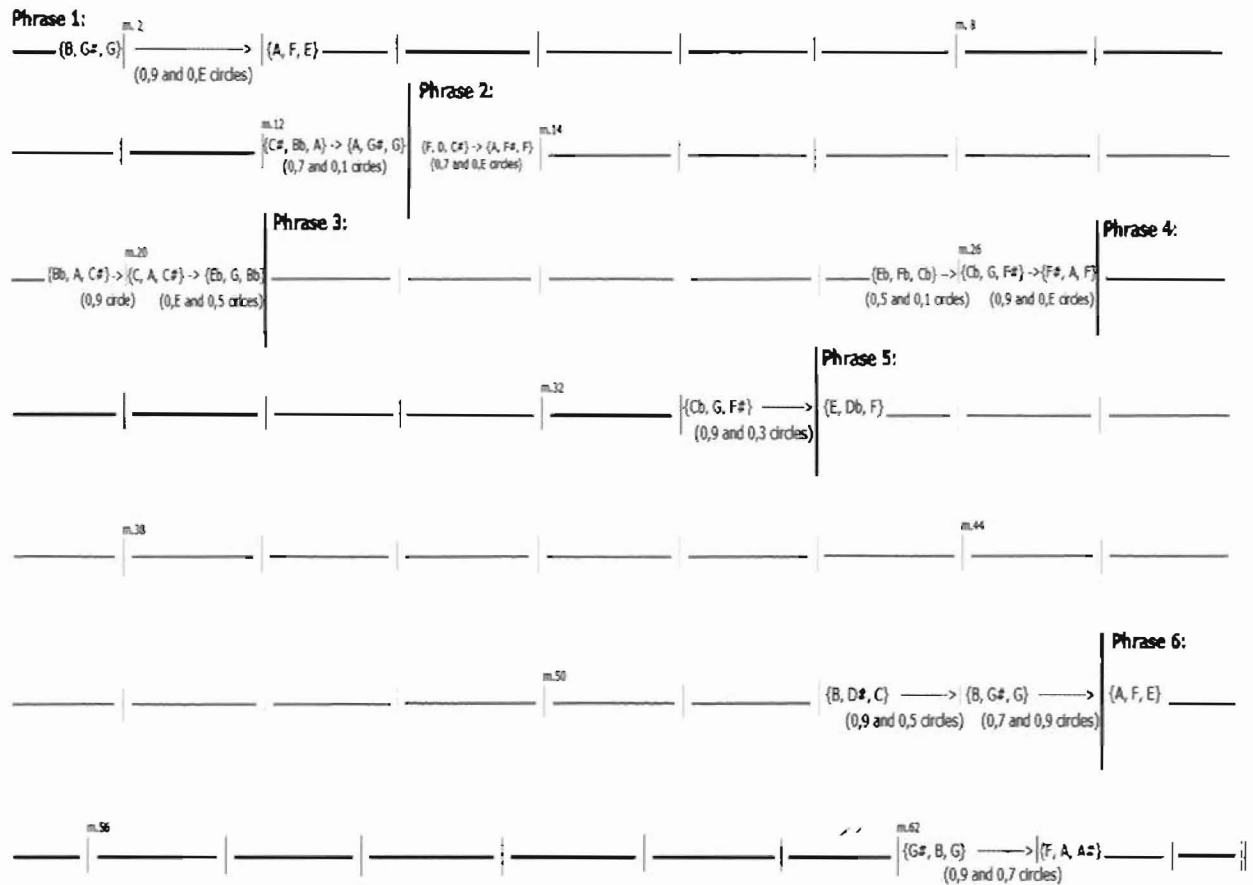 Phrase 1:
m. 2 m. 8
{B, G#, G} {A, F, E}
(0,9 and 0,E circles)
Phrase 2:
m.12 m.14
{C#, Bb, A} -> {A, G#, G} {F, D, C#} -> {A, F#, F}
(0,7 and 0,1 circles) (0,7 and 0,E circles)
Phrase 3: Phrase 4:
m.20 m.26
{Bb, A, C#} -> {C, A, C#} -> {Eb, G, Bb} {Eb, Fb, Cb} -> {Cb, G, F#} -> {F#, A, F}
(0,9 circle) (0,E and 0,5 cirlces) (0,5 and 0,1 circles) (0,9 and 0,E circles)
Phrase 5:
m.32
{Cb, G, F#} {E, Db, F}
(0,9 and 0,3 circles)
m.38 m.44
Phrase 6:
m.50
{B, D#, C} {B, G#, G} {A, F, E}
(0,9 and 0,5 circles) (0,7 and 0,9 circles)
m.56 m.62
{G#, B, G} {F, A, A#}
(0,9 and 0,7 circles)